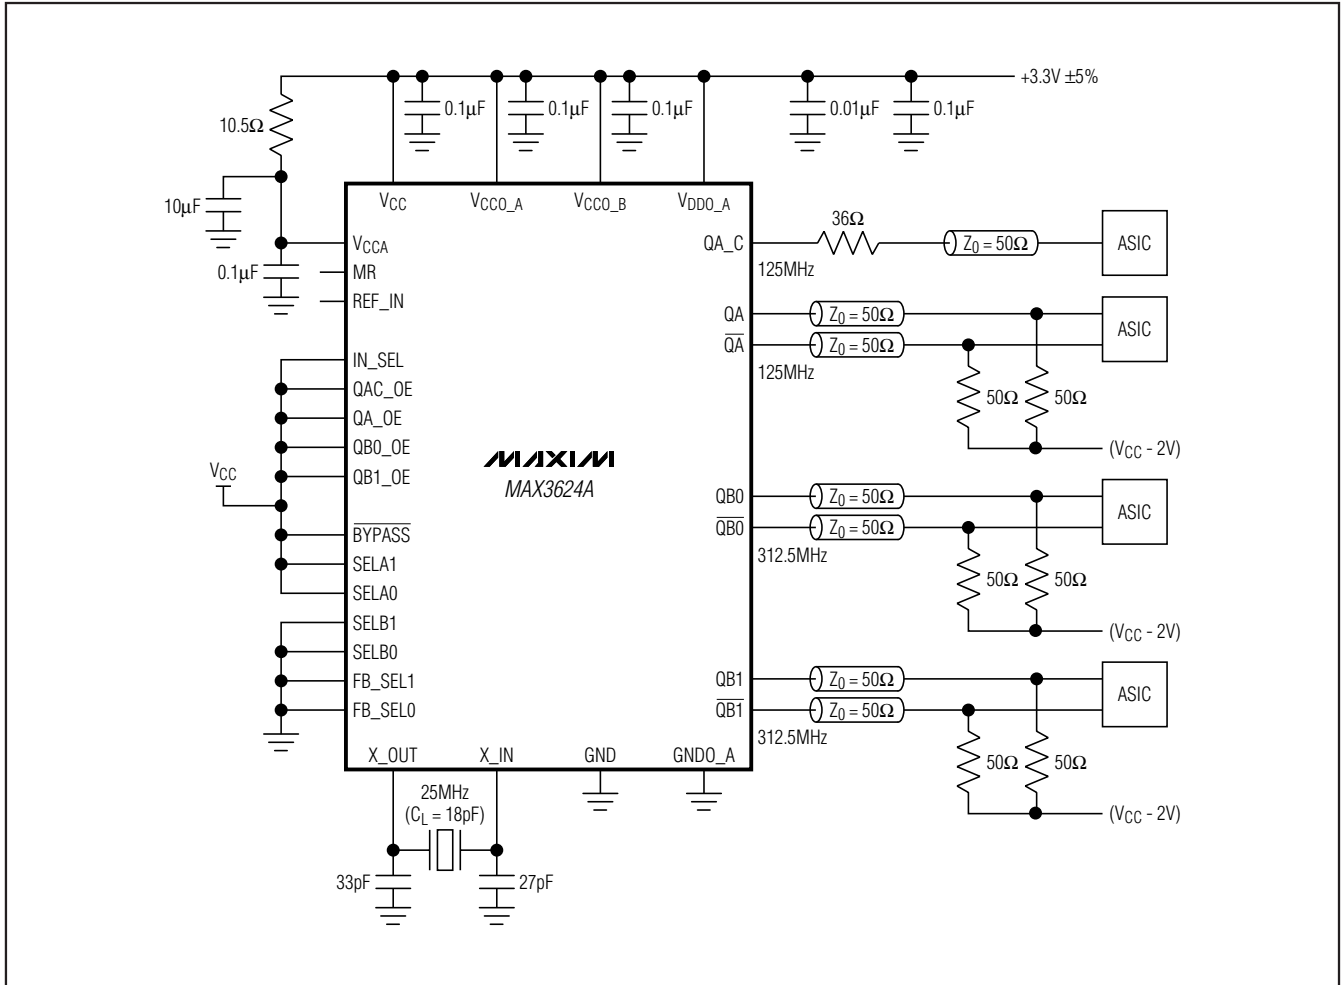 +3.3V ±5%
0.1µF
0.1µF
0.1µF
0.01µF
0.1µF
10.5Ω
10µF
0.1µF
VCC
VCCO_A
VCCO_B
VDDO_A
VCCA
MR
REF_IN
IN_SEL
QAC_OE
QA_OE
QB0_OE
QB1_OE
VCC
BYPASS
SELA1
SELA0
SELB1
SELB0
FB_SEL1
FB_SEL0
MAXIM
MAX3624A
QA_C
125MHz
36Ω
Z0 = 50Ω
ASIC
QA
Z0 = 50Ω
QA
Z0 = 50Ω
125MHz
ASIC
50Ω
50Ω
(VCC - 2V)
QB0
Z0 = 50Ω
QB0
Z0 = 50Ω
312.5MHz
ASIC
50Ω
50Ω
(VCC - 2V)
QB1
Z0 = 50Ω
QB1
Z0 = 50Ω
312.5MHz
ASIC
50Ω
50Ω
(VCC - 2V)
X_OUT
X_IN
GND
GNDO_A
25MHz
(CL = 18pF)
33pF
27pF